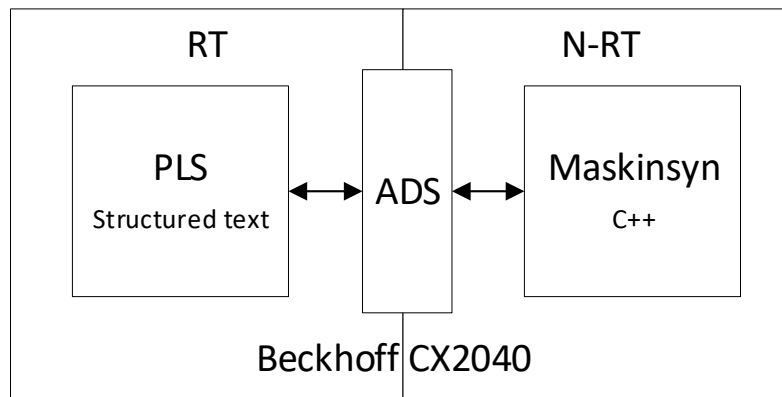 RT
N-RT
PLS
Structured text
ADS
Maskinsyn
C++
Beckhoff CX2040